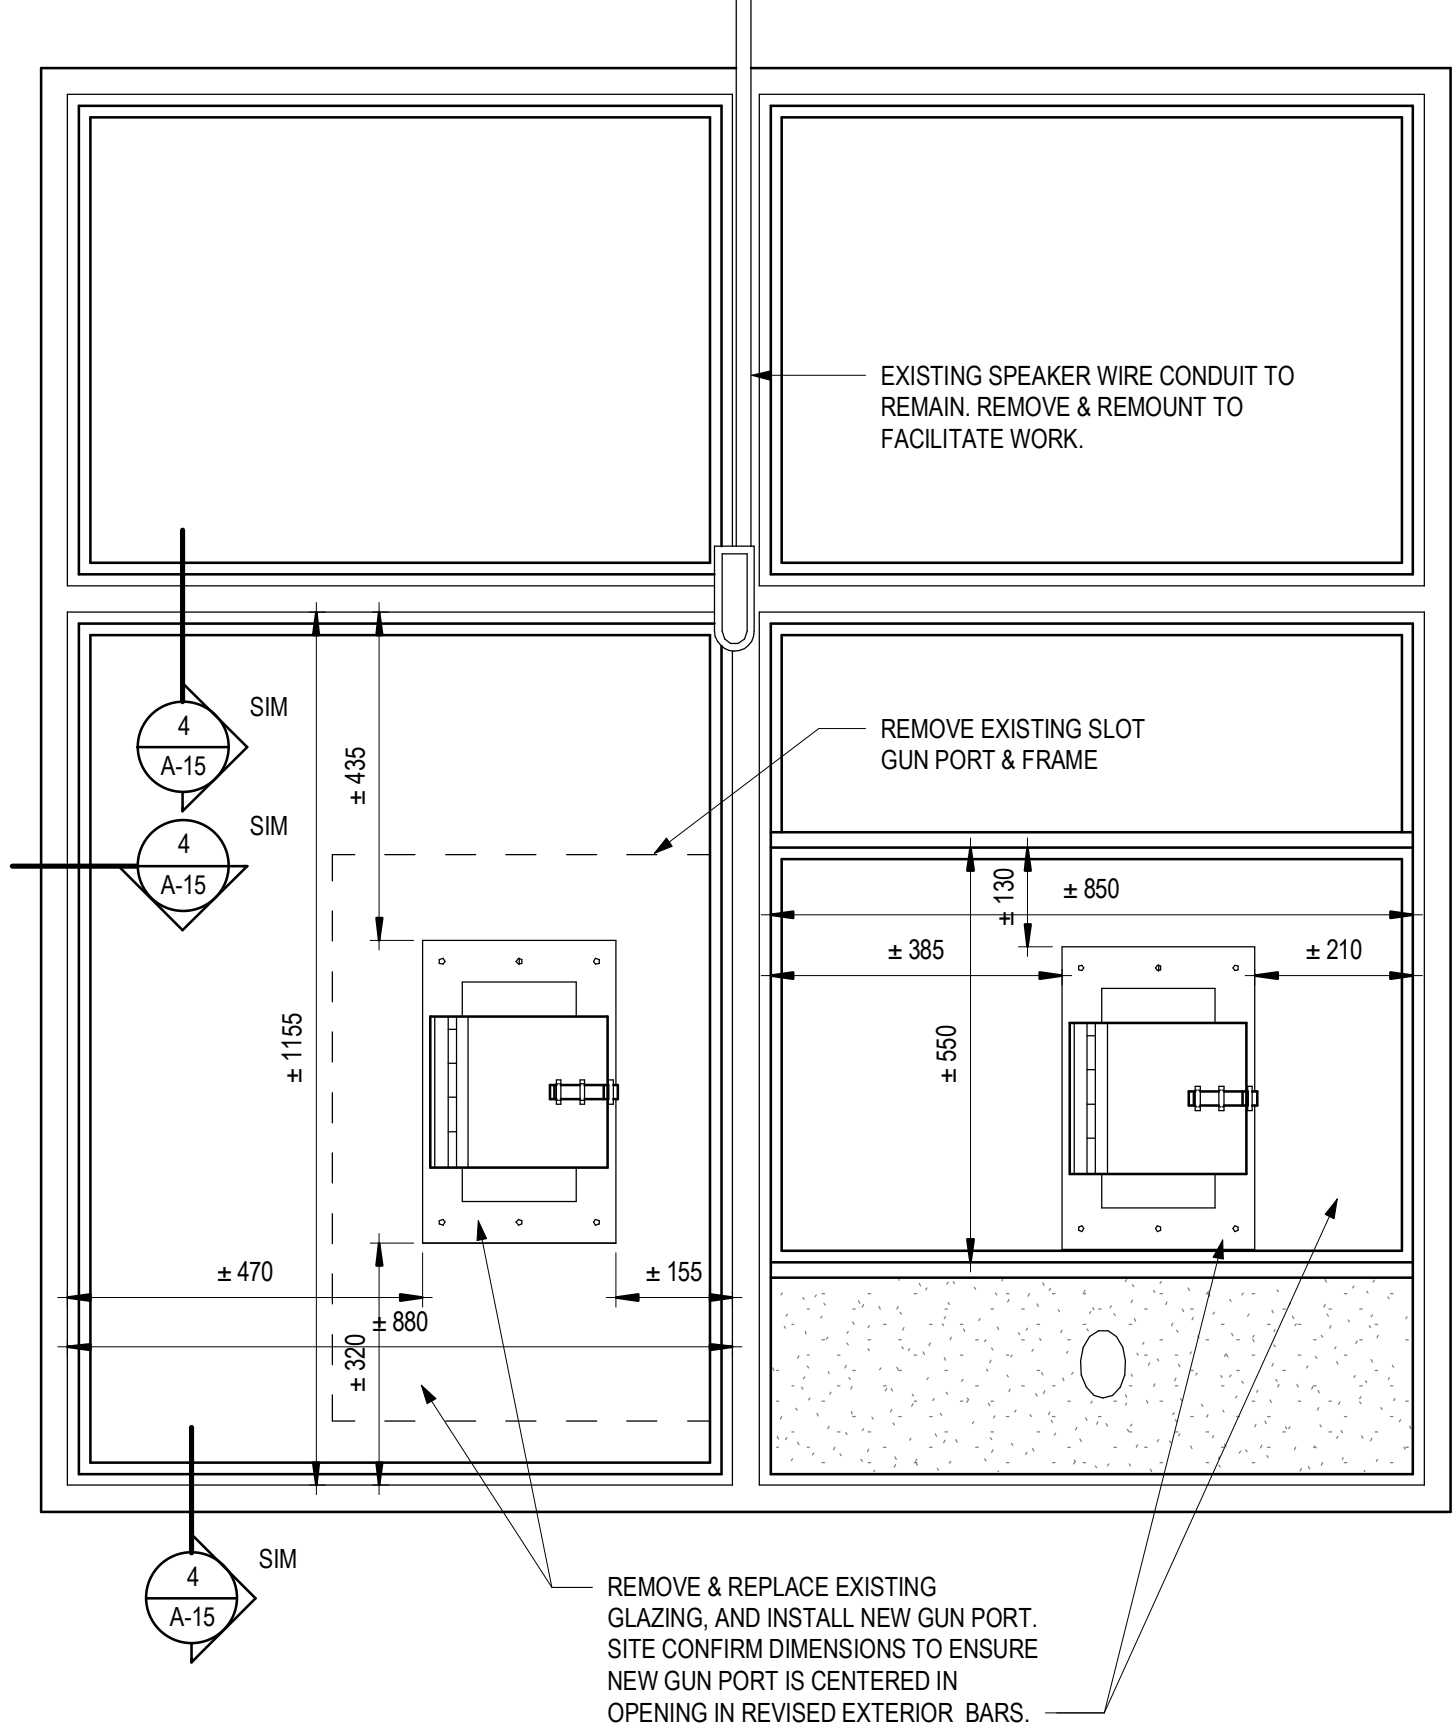 EXISTING SPEAKER WIRE CONDUIT TO
REMAIN. REMOVE & REMOUNT TO
FACILITATE WORK.
4
A-15
SIM
± 435
REMOVE EXISTING SLOT
GUN PORT & FRAME
4
A-15
SIM
± 130
± 850
± 385
± 210
± 1155
± 550
± 470
± 155
± 880
± 320
4
A-15
SIM
REMOVE & REPLACE EXISTING
GLAZING, AND INSTALL NEW GUN PORT.
SITE CONFIRM DIMENSIONS TO ENSURE
NEW GUN PORT IS CENTERED IN
OPENING IN REVISED EXTERIOR BARS.